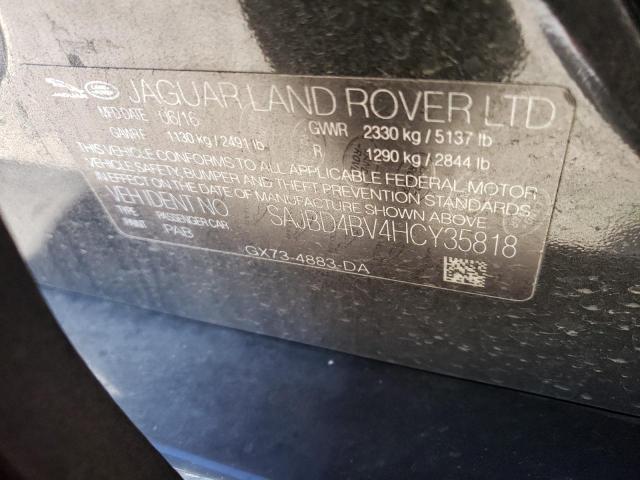 JAGUAR LAND ROVER LTD
MFD DATE 06/16
GAWR F 1130 kg / 2491 lb GVWR 2330 kg / 5137 lb
R 1290 kg / 2844 lb
THIS VEHICLE CONFORMS TO ALL APPLICABLE FEDERAL MOTOR
VEHICLE SAFETY, BUMPER AND THEFT PREVENTION STANDARDS
IN EFFECT ON THE DATE OF MANUFACTURE SHOWN ABOVE
VEH IDENT NO SAJBD4BV4HCY35818
TYPE PASSENGER CAR
PAB
GX73-4883-DA